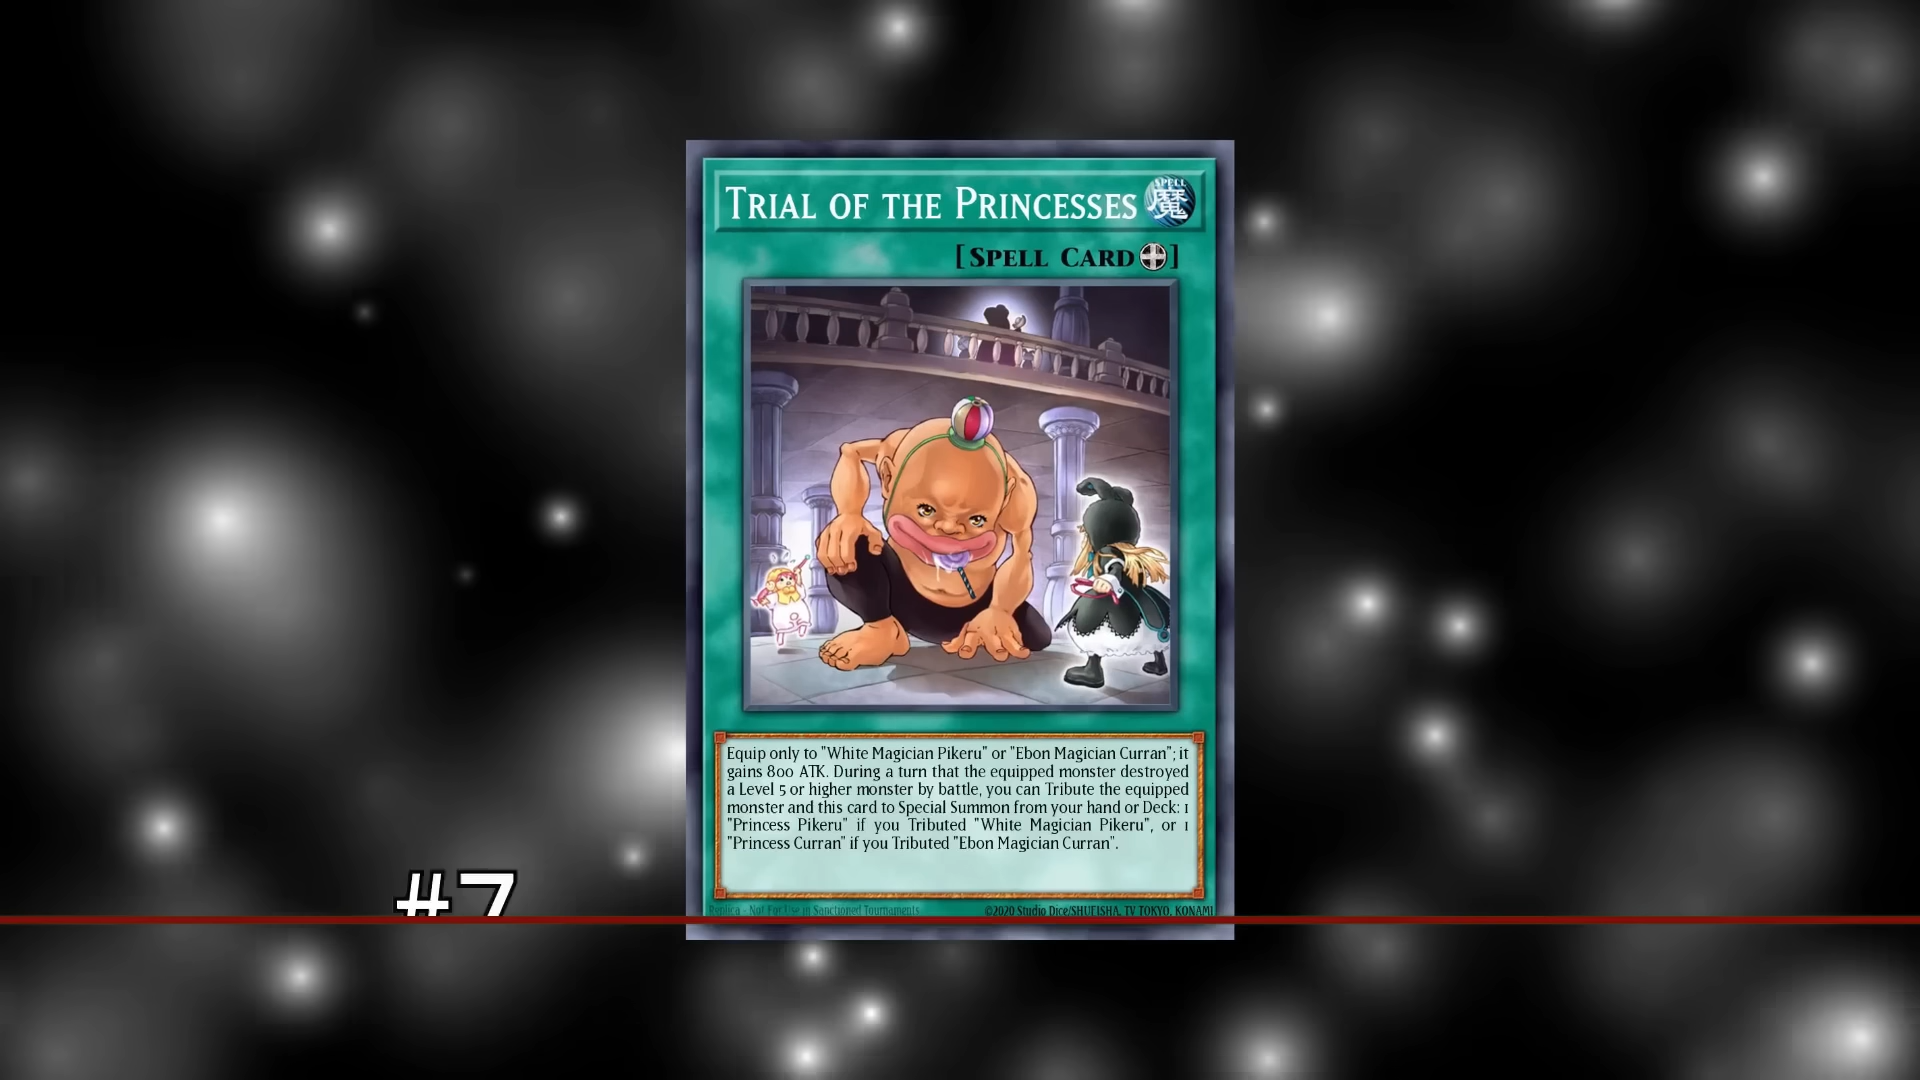 TRIAL OF THE PRINCESSES
SPELL
魔
[SPELL CARD]
Equip only to "White Magician Pikeru" or "Ebon Magician Curran"; it
gains 800 ATK. During a turn that the equipped monster destroyed
a Level 5 or higher monster by battle, you can Tribute the equipped
monster and this card to Special Summon from your hand or Deck: 1
"Princess Pikeru" if you Tributed "White Magician Pikeru", or 1
"Princess Curran" if you Tributed "Ebon Magician Curran".
#7
Replica - Not For Use in Sanctioned Tournaments
©2020 Studio Dice/SHUEISHA, TV TOKYO, KONAMI